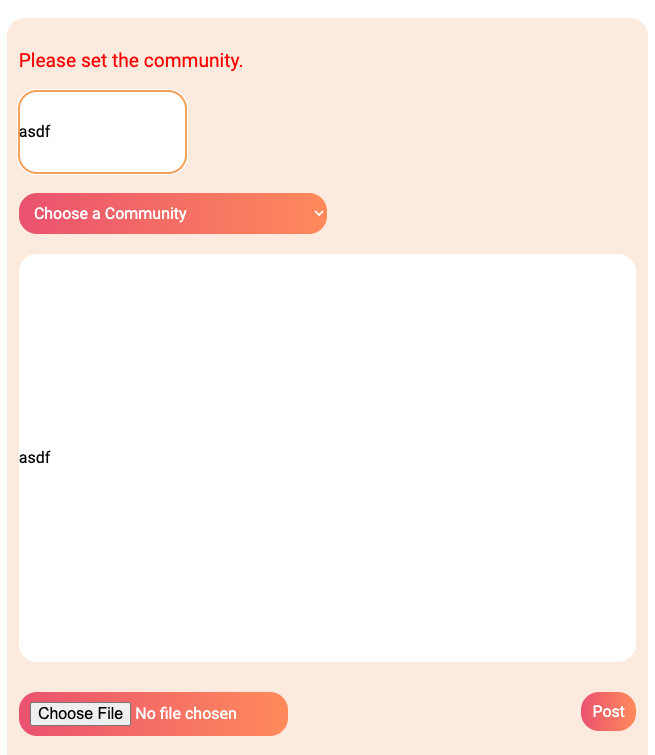 Please set the community.
asdf
Choose a Community
asdf
Choose File No file chosen
Post